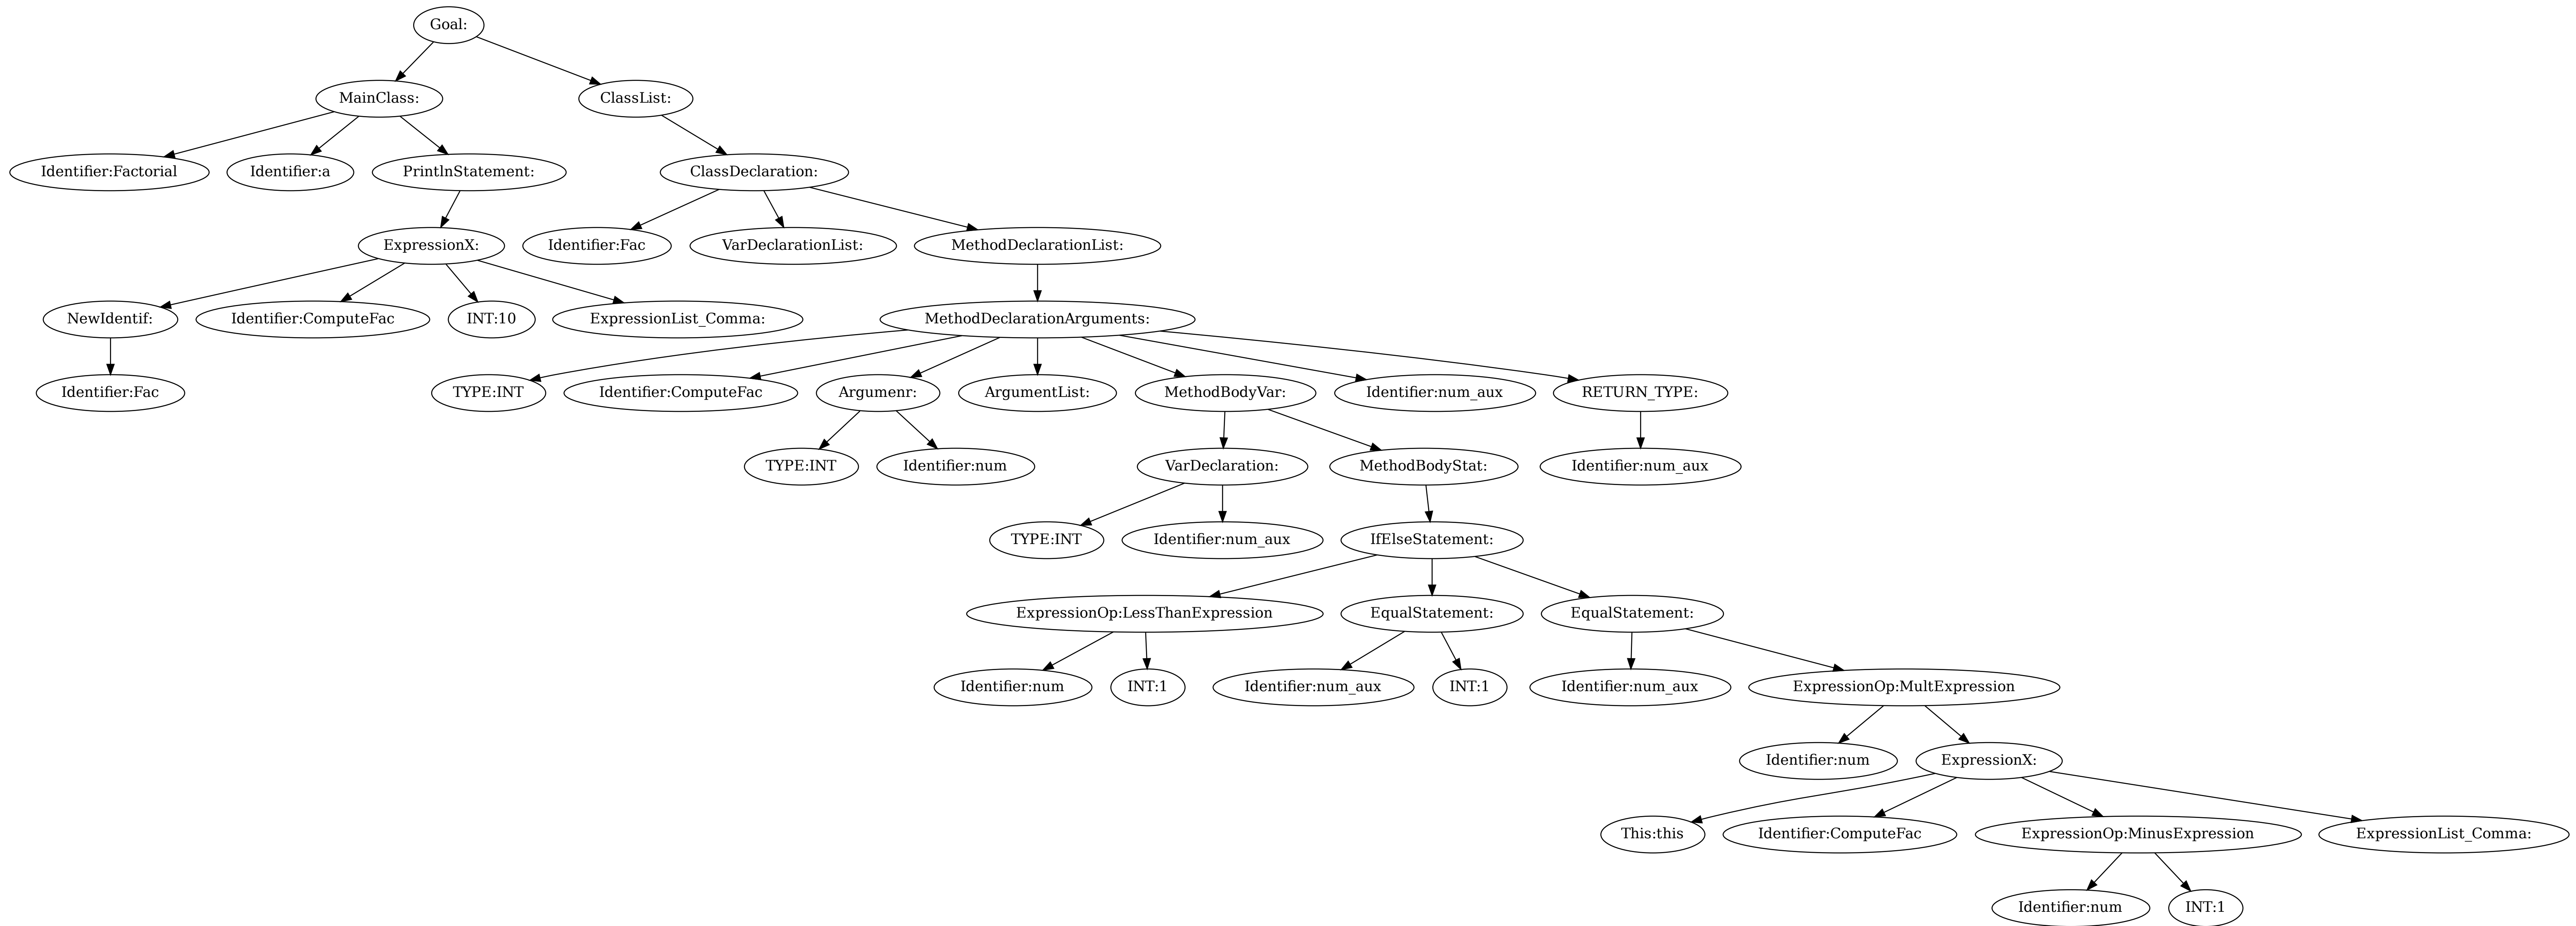 Goal:
MainClass:
ClassList:
Identifier:Factorial
Identifier:a
PrintlnStatement:
ClassDeclaration:
ExpressionX:
Identifier:Fac
VarDeclarationList:
MethodDeclarationList:
NewIdentif:
Identifier:ComputeFac
INT:10
ExpressionList_Comma:
MethodDeclarationArguments:
Identifier:Fac
TYPE:INT
Identifier:ComputeFac
Argumenr:
ArgumentList:
MethodBodyVar:
Identifier:num_aux
RETURN_TYPE:
TYPE:INT
Identifier:num
VarDeclaration:
MethodBodyStat:
Identifier:num_aux
TYPE:INT
Identifier:num_aux
IfElseStatement:
ExpressionOp:LessThanExpression
EqualStatement:
EqualStatement:
Identifier:num
INT:1
Identifier:num_aux
INT:1
Identifier:num_aux
ExpressionOp:MultExpression
Identifier:num
ExpressionX:
This:this
Identifier:ComputeFac
ExpressionOp:MinusExpression
ExpressionList_Comma:
Identifier:num
INT:1